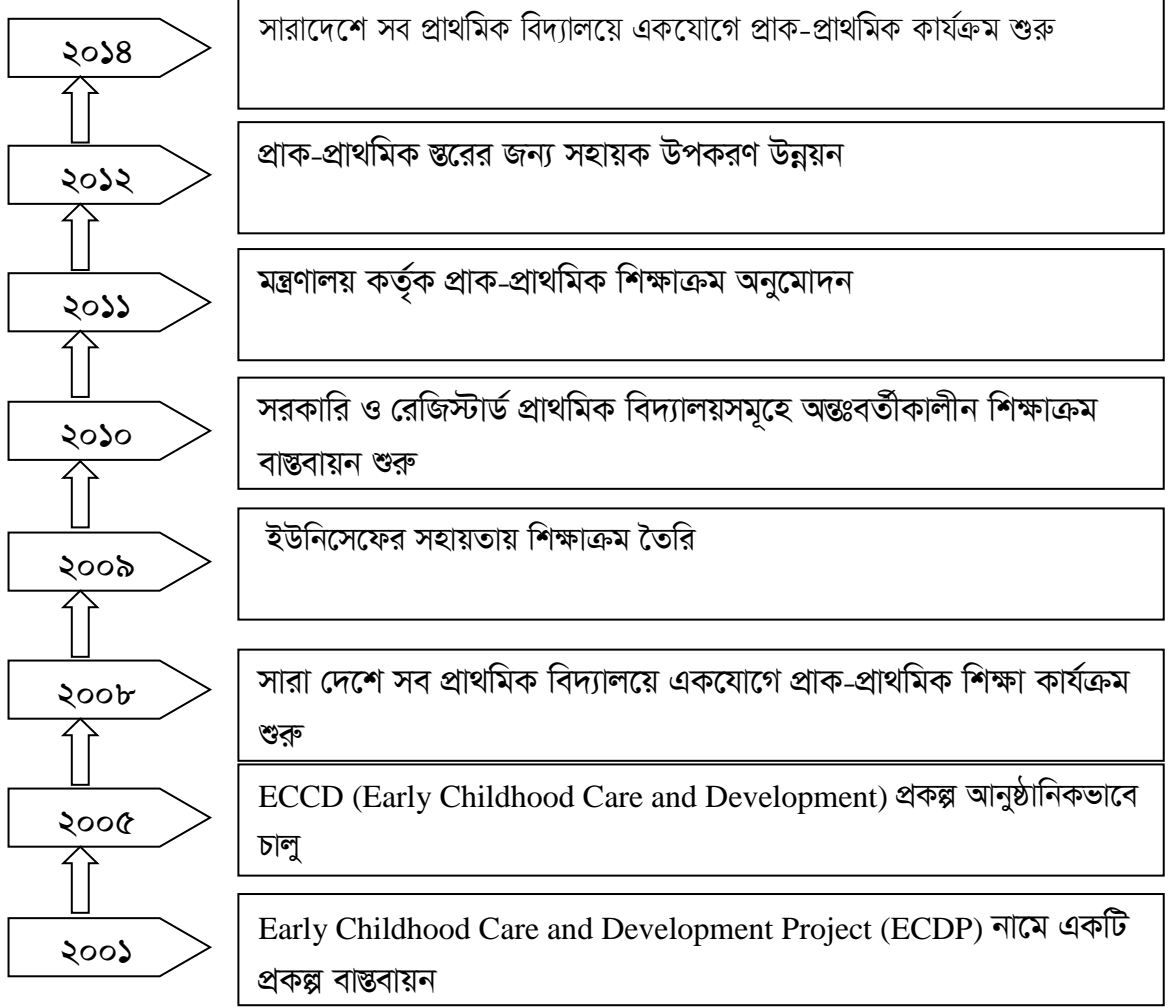 ২০১৪
সারাদেশে সব প্রাথমিক বিদ্যালয়ে একযোগে প্রাক-প্রাথমিক কার্যক্রম শুরু
২০১২
প্রাক-প্রাথমিক স্তরের জন্য সহায়ক উপকরণ উন্নয়ন
২০১১
মন্ত্রণালয় কর্তৃক প্রাক-প্রাথমিক শিক্ষাক্রম অনুমোদন
২০১০
সরকারি ও রেজিস্টার্ড প্রাথমিক বিদ্যালয়সমূহে অন্তঃবর্তীকালীন শিক্ষাক্রম
বাস্তবায়ন শুরু
২০০৯
ইউনিসেফের সহায়তায় শিক্ষাক্রম তৈরি
২০০৮
সারা দেশে সব প্রাথমিক বিদ্যালয়ে একযোগে প্রাক-প্রাথমিক শিক্ষা কার্যক্রম
শুরু
২০০৫
ECCD (Early Childhood Care and Development) প্রকল্প আনুষ্ঠানিকভাবে
চালু
২০০১
Early Childhood Care and Development Project (ECDP) নামে একটি
প্রকল্প বাস্তবায়ন